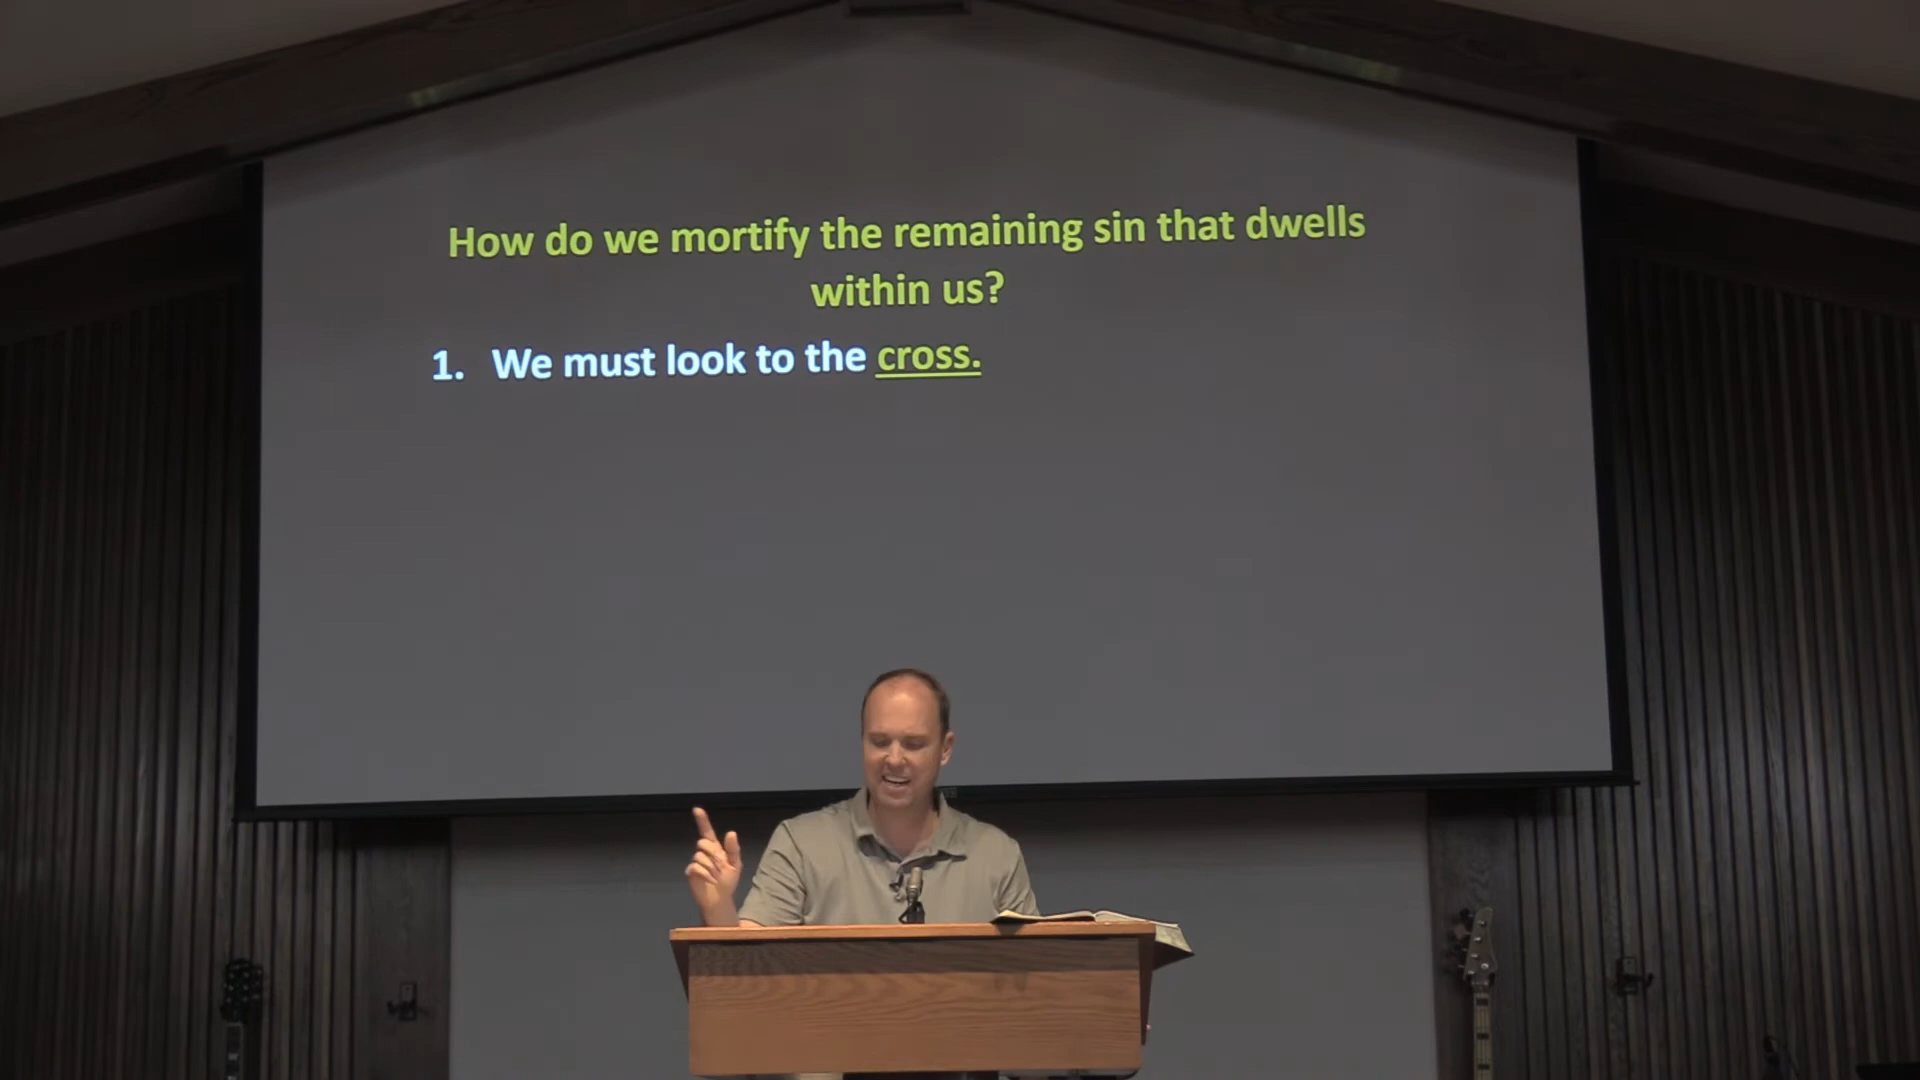 How do we mortify the remaining sin that dwells
within us?
1. We must look to the cross.